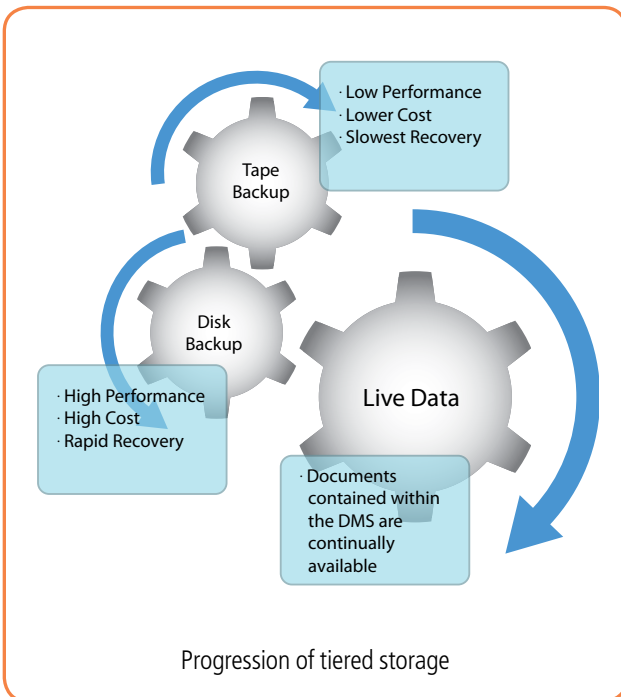 · Low Performance
· Lower Cost
· Slowest Recovery
Tape
Backup
Disk
Backup
· High Performance
· High Cost
· Rapid Recovery
Live Data
· Documents
contained within
the DMS are
continually
available
Progression of tiered storage